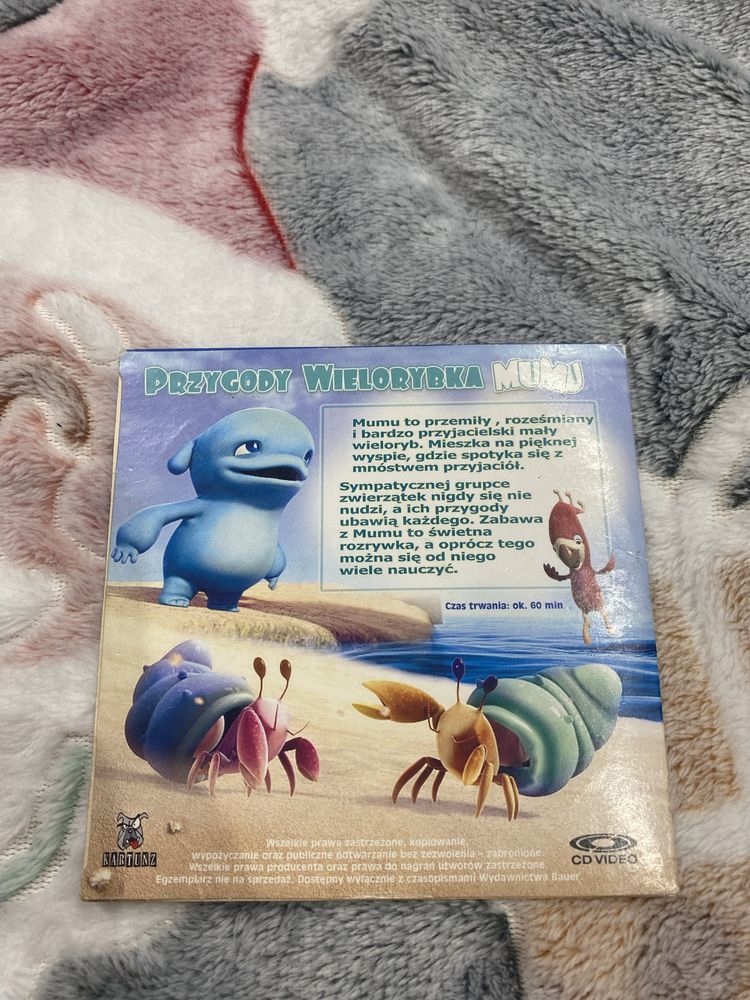 PRZYGODY WIELORYBKA MUMU
Mumu to przemiły , roześmiany
i bardzo przyjacielski mały
wieloryb. Mieszka na pięknej
wyspie, gdzie spotyka się z
mnóstwem przyjaciół.
Sympatycznej grupce
zwierzątek nigdy się nie
nudzi, a ich przygody
ubawią każdego. Zabawa
z Mumu to świetna
rozrywka, a oprócz tego
można się od niego
wiele nauczyć.
Czas trwania: ok. 60 min
KARTUNZ
Wszelkie prawa zastrzeżone, kopiowanie,
wypożyczanie oraz publiczne odtwarzanie bez zezwolenia – zabronione.
Wszelkie prawa producenta oraz prawa do nagrań utworów zastrzeżone
Egzemplarz nie na sprzedaż. Dostępny wyłącznie z czasopismami Wydawnictwa Bauer
CD VIDEO